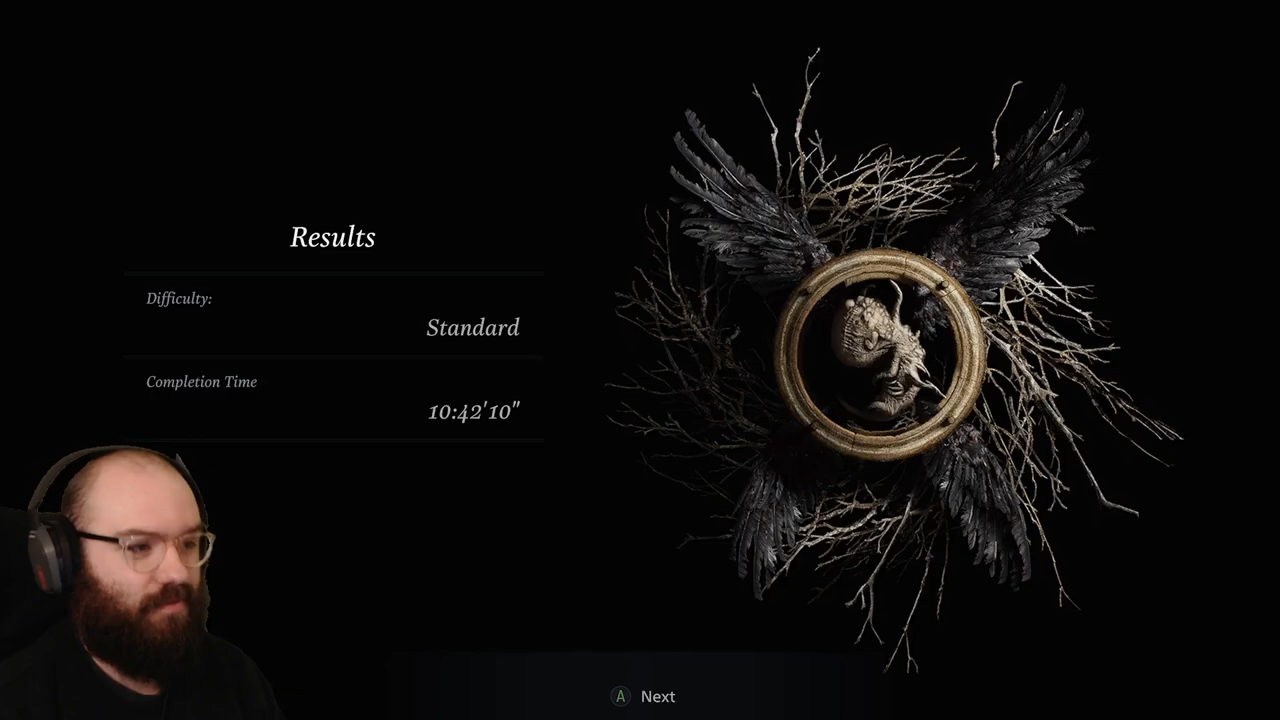 Results
Difficulty:
Standard
Completion Time
10:42'10"
A Next